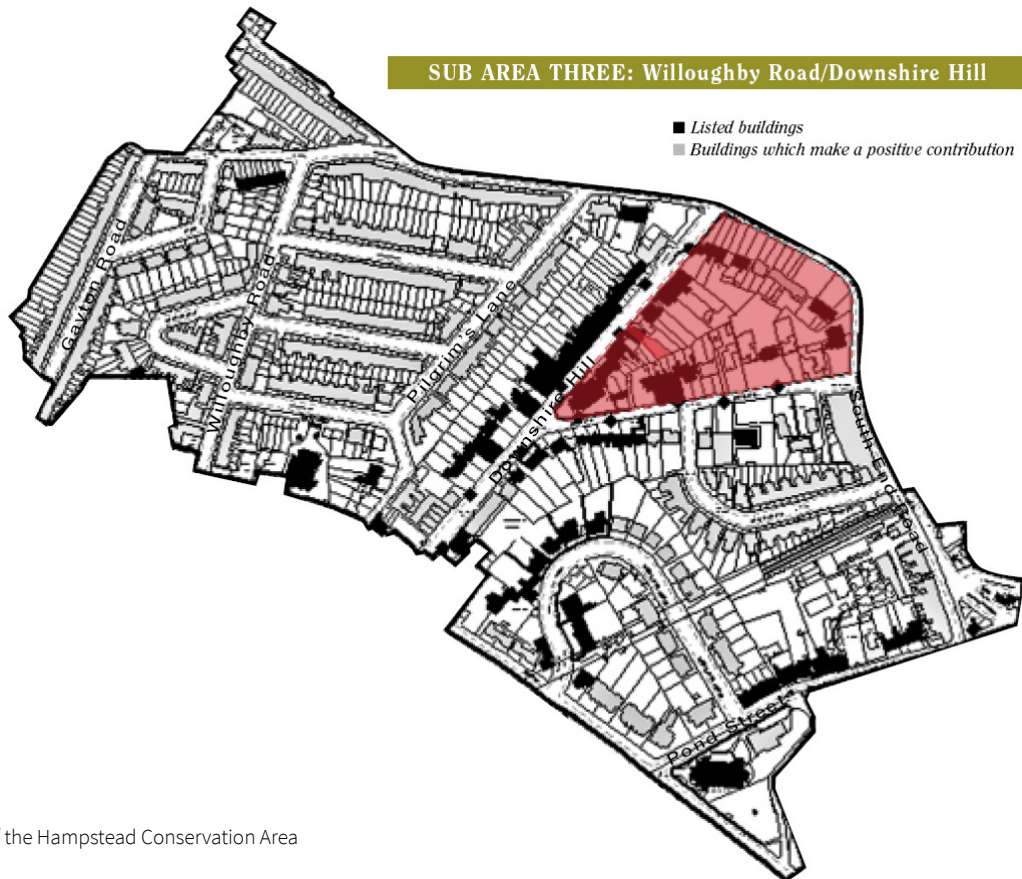 SUB AREA THREE: Willoughby Road/Downshire Hill
Listed buildings
Buildings which make a positive contribution
Gayton Road
Willoughby Road
Pilgrim's Lane
Downshire Hill
South End Road
Pond Street
the Hampstead Conservation Area